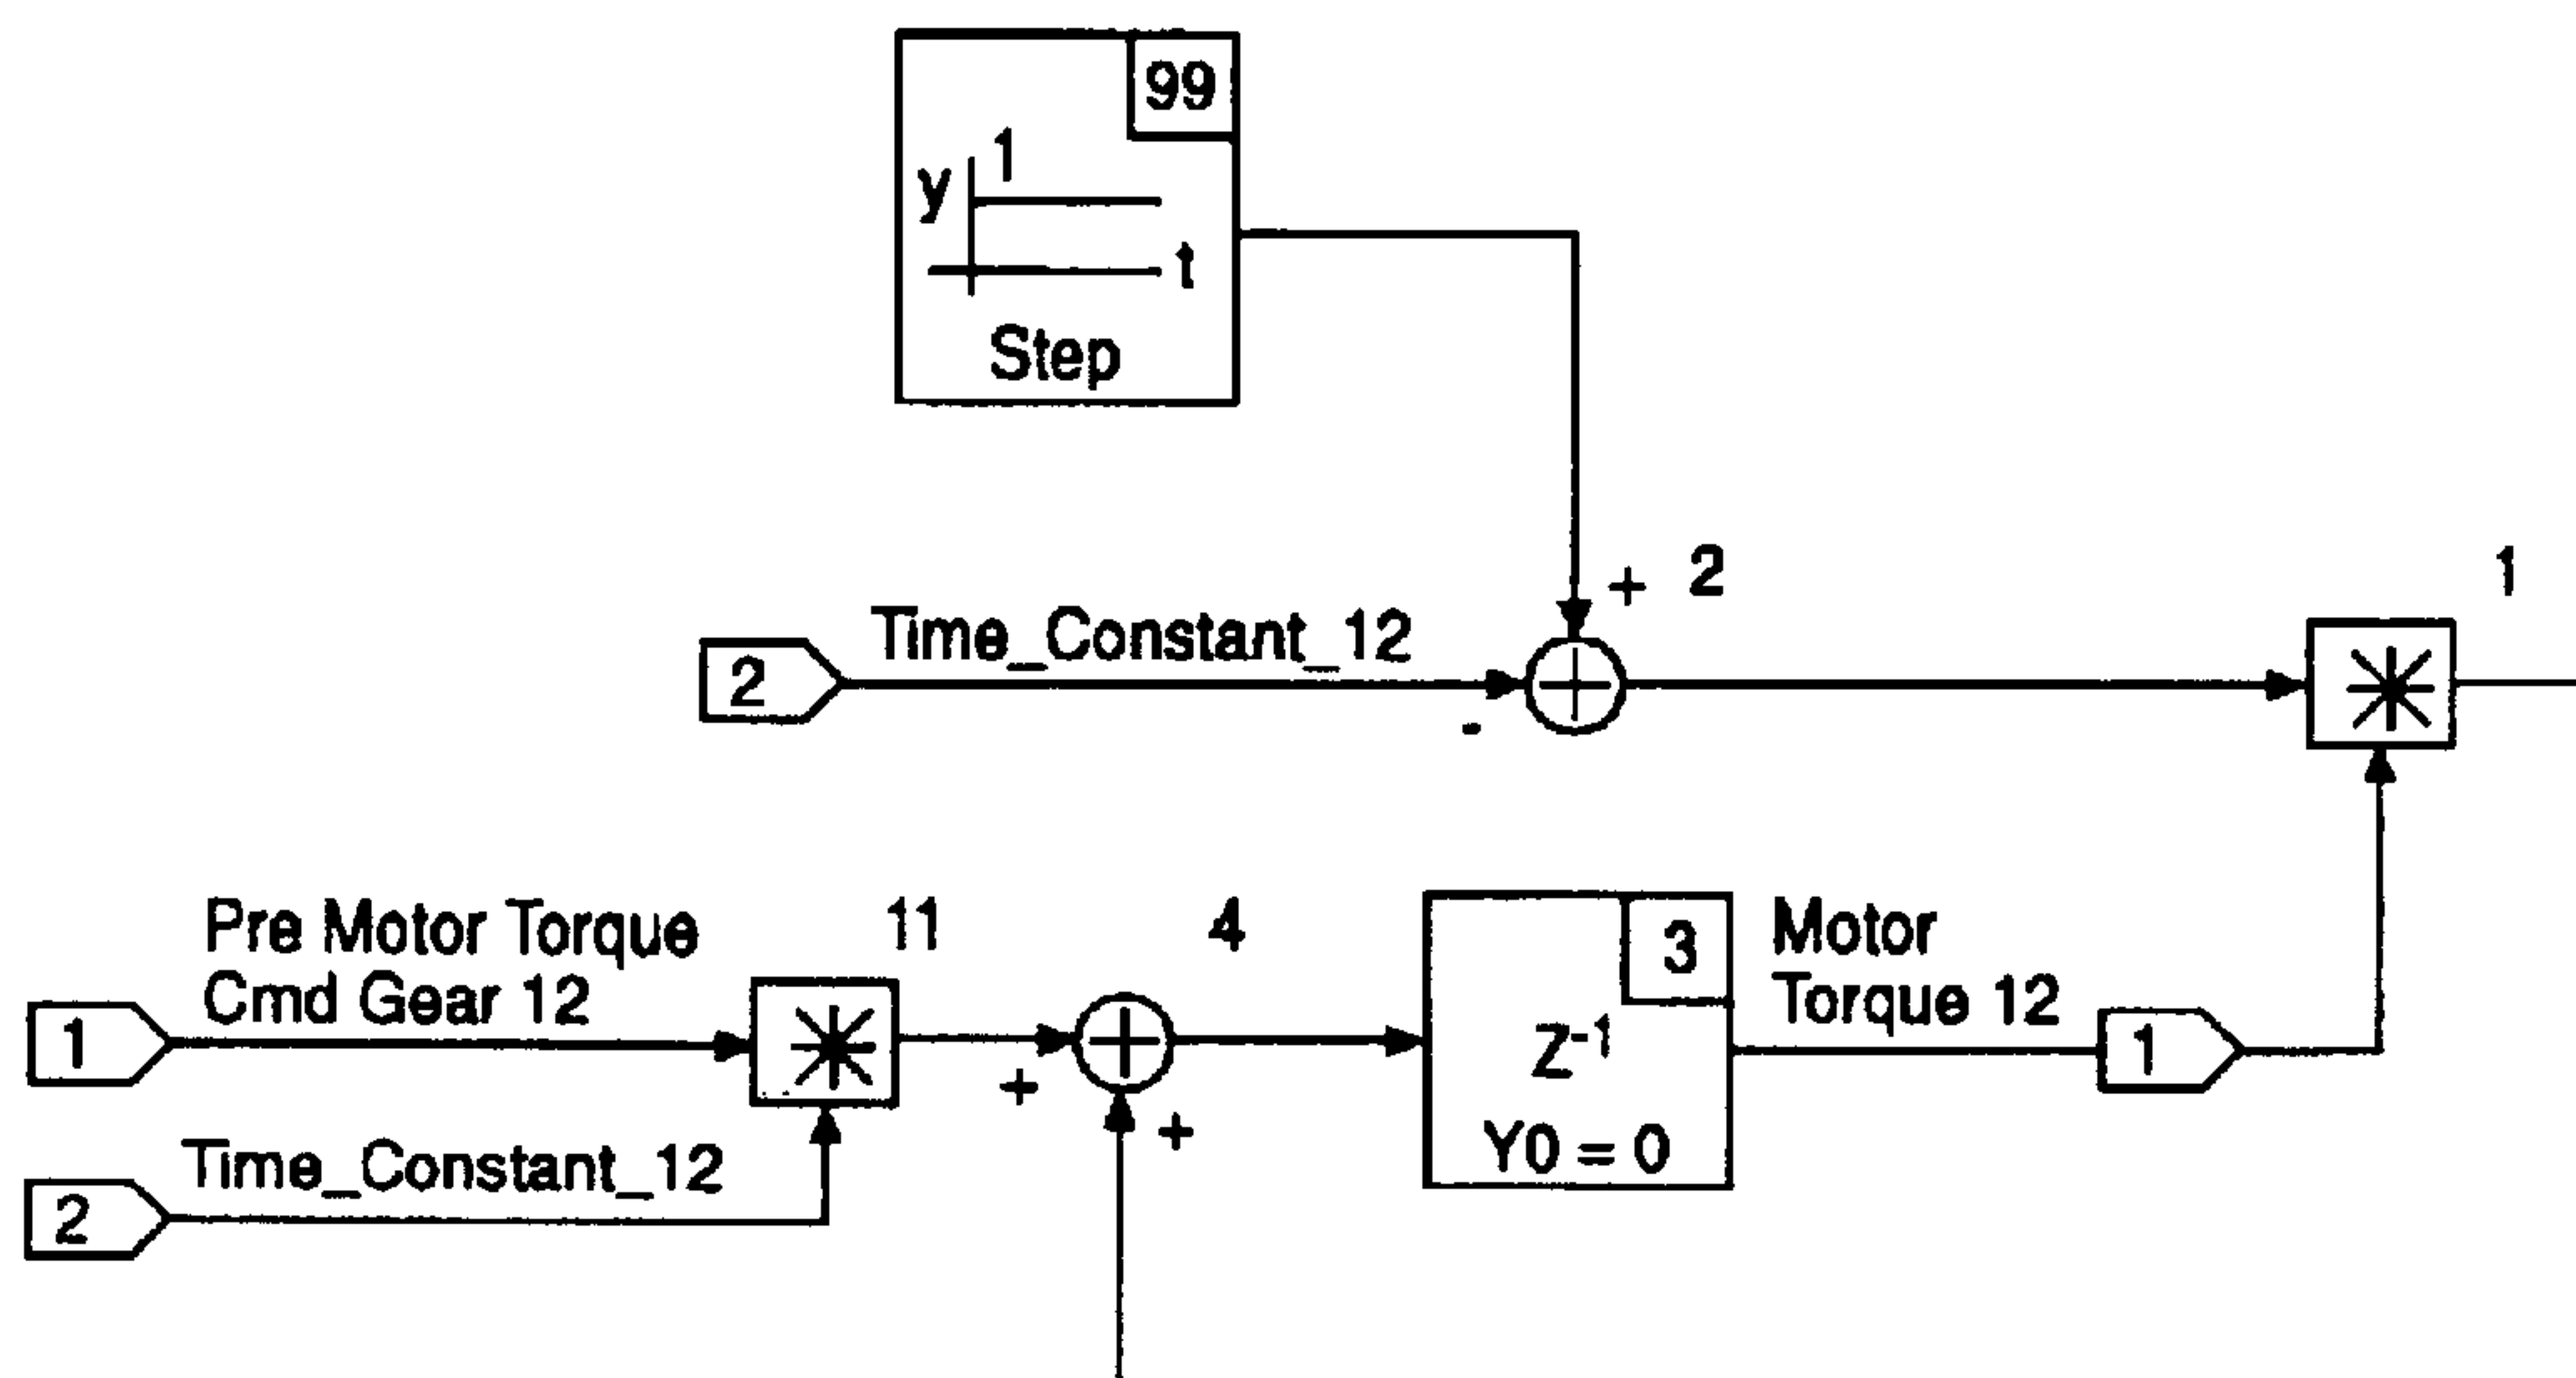 99
1
y
t
Step
+ 2
1
Time_Constant_12
2
-
Pre Motor Torque
Cmd Gear 12
1
11
4
+
+
3
Z-1
Y0 = 0
Motor
Torque 12
1
Time_Constant_12
2